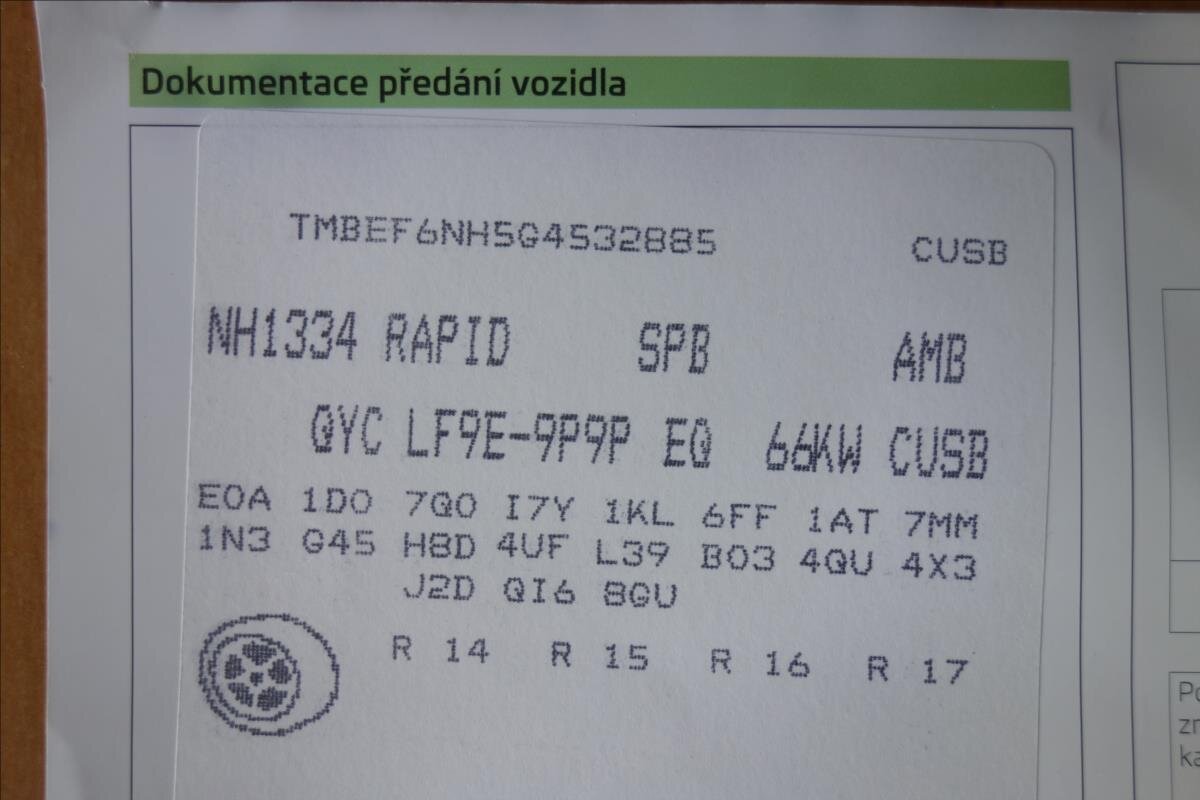 Dokumentace předání vozidla
TMBEF6NH5G4532885 CUSB
NH1334 RAPID SPB AMB
QYC LF9E-9P9P EQ 66KW CUSB
E0A 1D0 7Q0 I7Y 1KL 6FF 1AT 7MM
1N3 G45 H8D 4UF L39 B03 4QU 4X3
J2D QI6 8GU
R 14 R 15 R 16 R 17